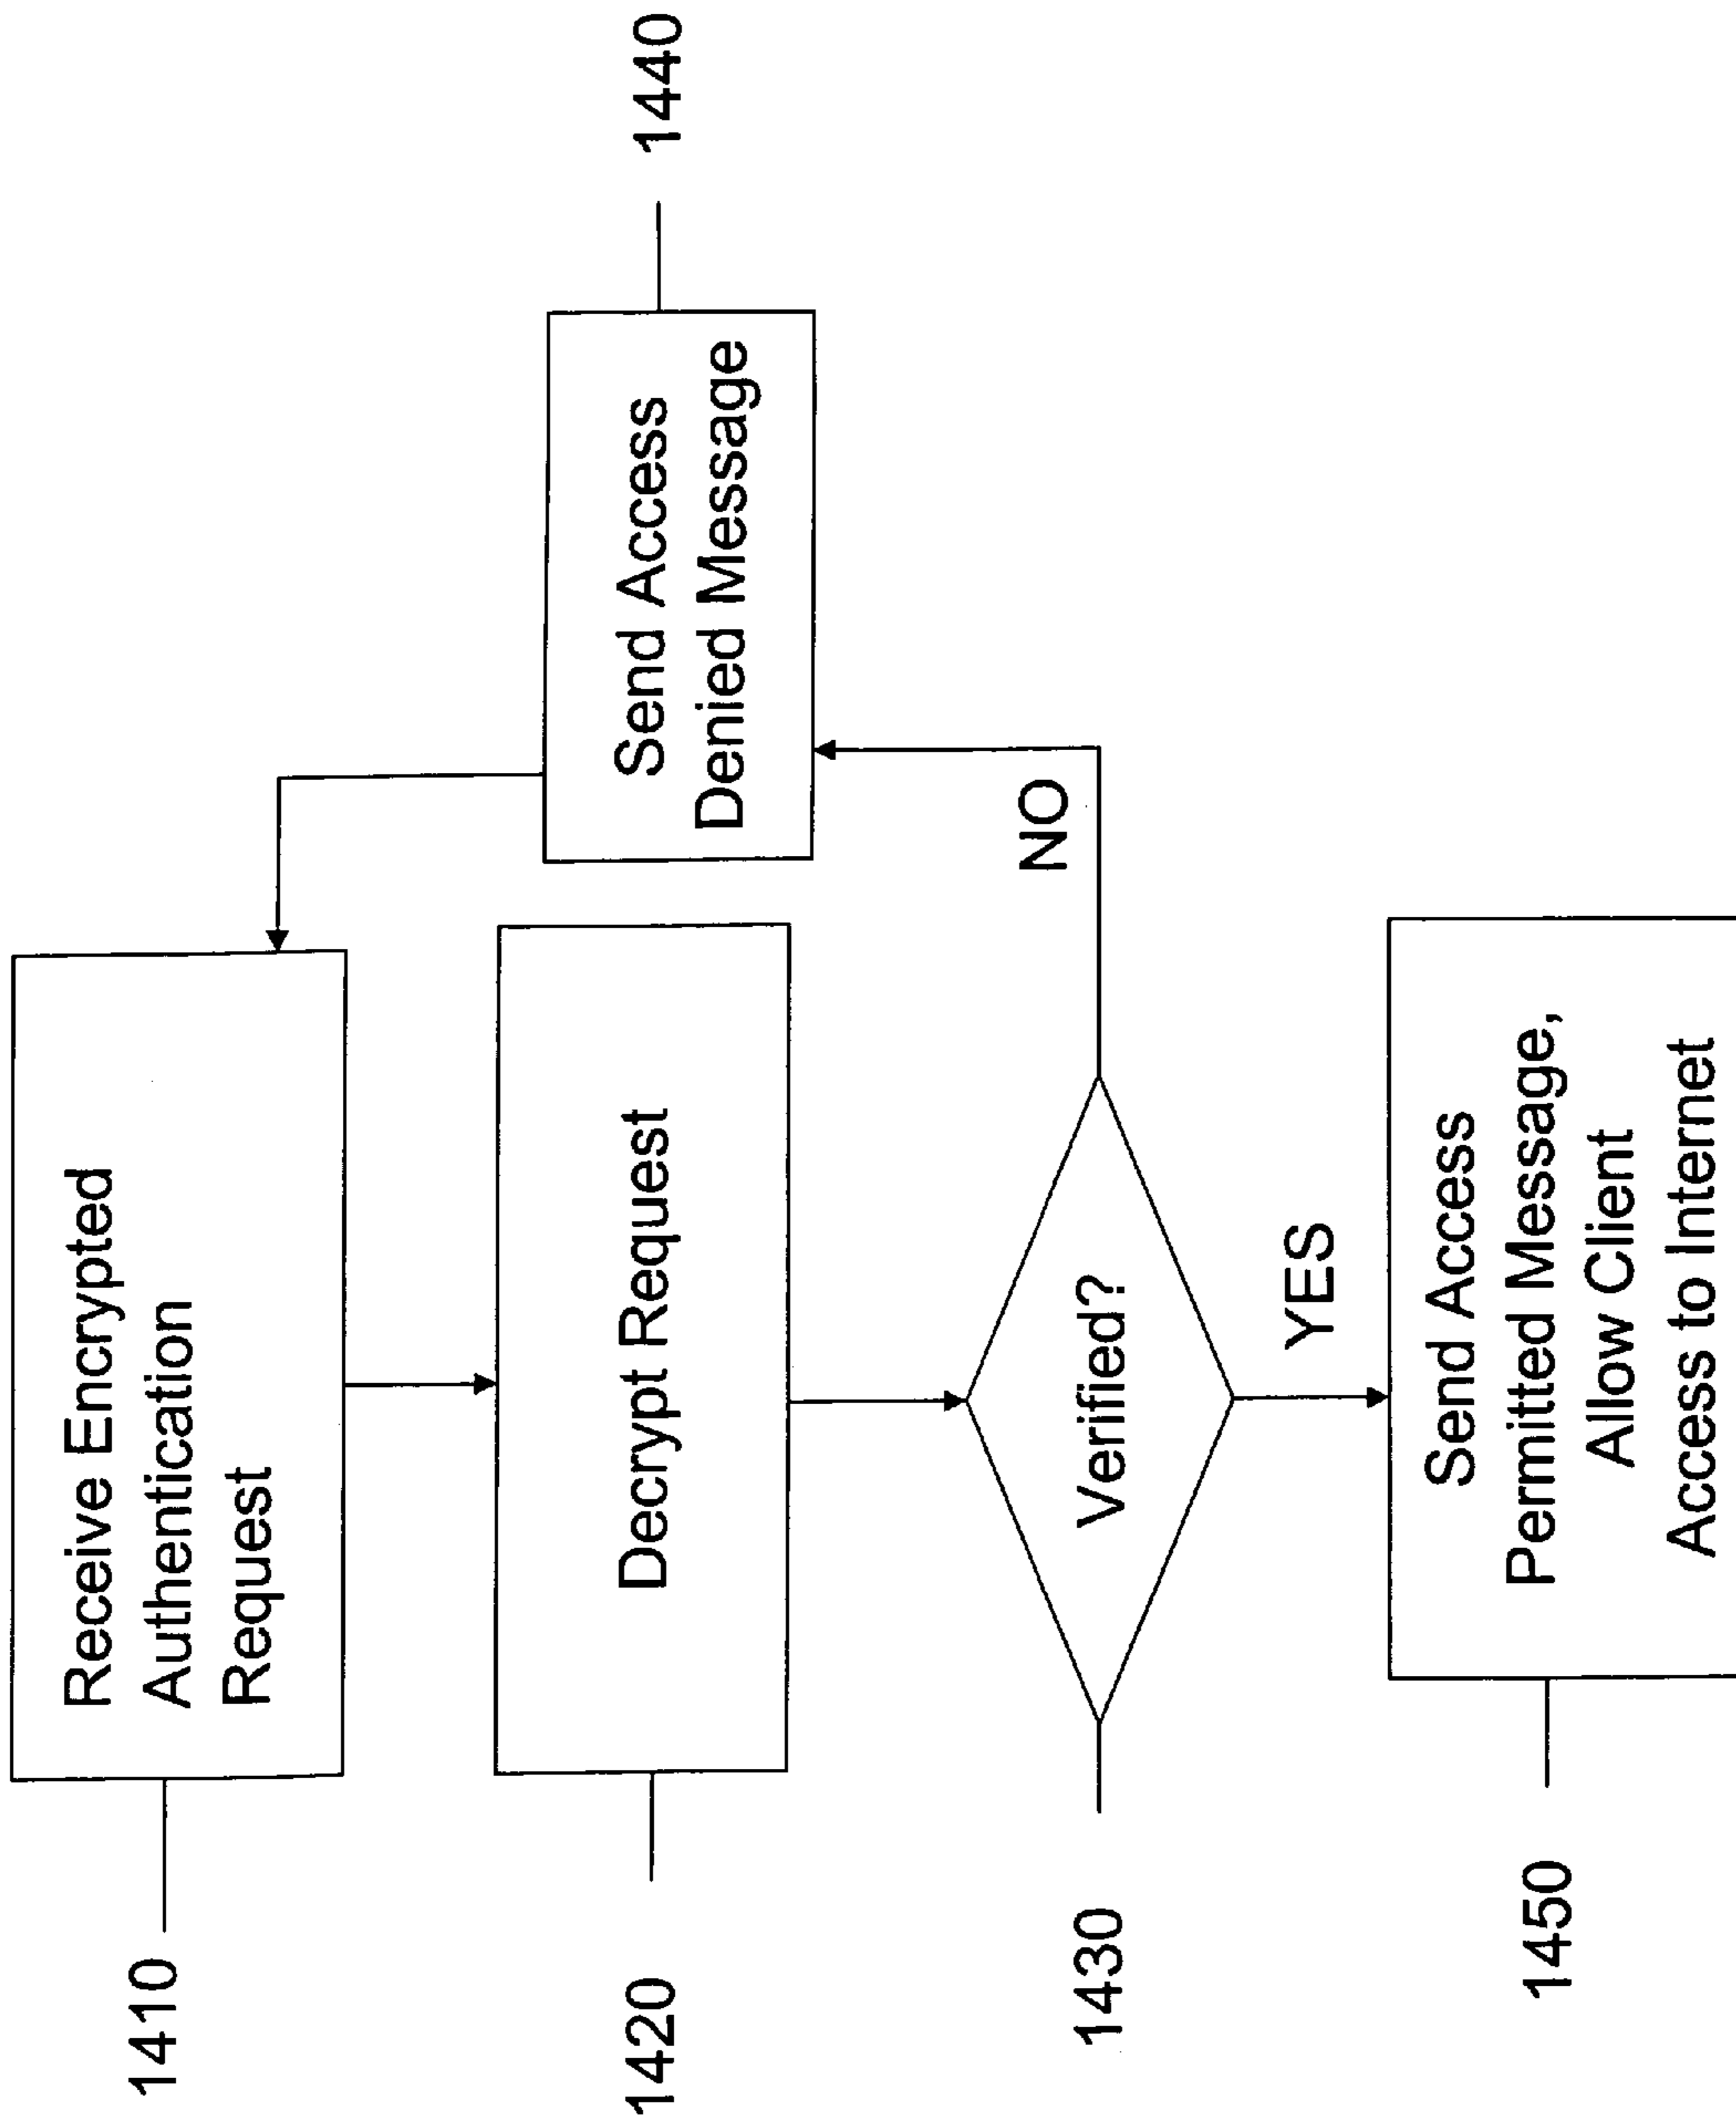 1410
Receive Encrypted
Authentication
Request
1420
Decrypt Request
1440
Send Access
Denied Message
1430
Verified?
NO
YES
1450
Send Access
Permitted Message,
Allow Client
Access to Internet